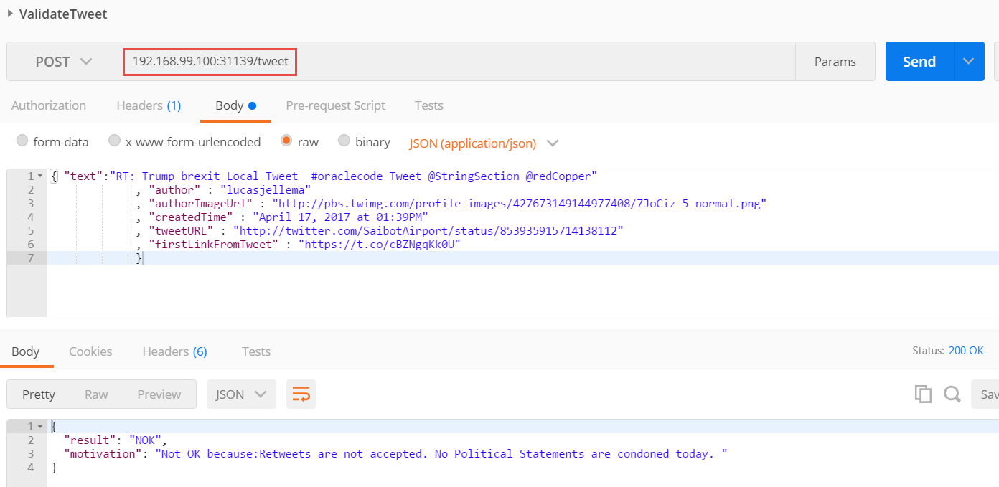 ValidateTweet
POST 192.168.99.100:31139/tweet Params Send
Authorization Headers (1) Body Pre-request Script Tests
form-data x-www-form-urlencoded raw binary JSON (application/json)
1 { "text":"RT: Trump brexit Local Tweet  #oraclecode Tweet @StringSection @redCopper"
2 , "author" : "lucasjellema"
3 , "authorImageUrl" : "http://pbs.twimg.com/profile_images/427673149144977408/7JoCiz-5_normal.png"
4 , "createdTime" : "April 17, 2017 at 01:39PM"
5 , "tweetURL" : "http://twitter.com/SaibotAirport/status/853935915714138112"
6 , "firstLinkFromTweet" : "https://t.co/cBZNgqKk0U"
7 }
Body Cookies Headers (6) Tests Status: 200 OK
Pretty Raw Preview JSON Sav
1 {
2 "result": "NOK",
3 "motivation": "Not OK because:Retweets are not accepted. No Political Statements are condoned today. "
4 }